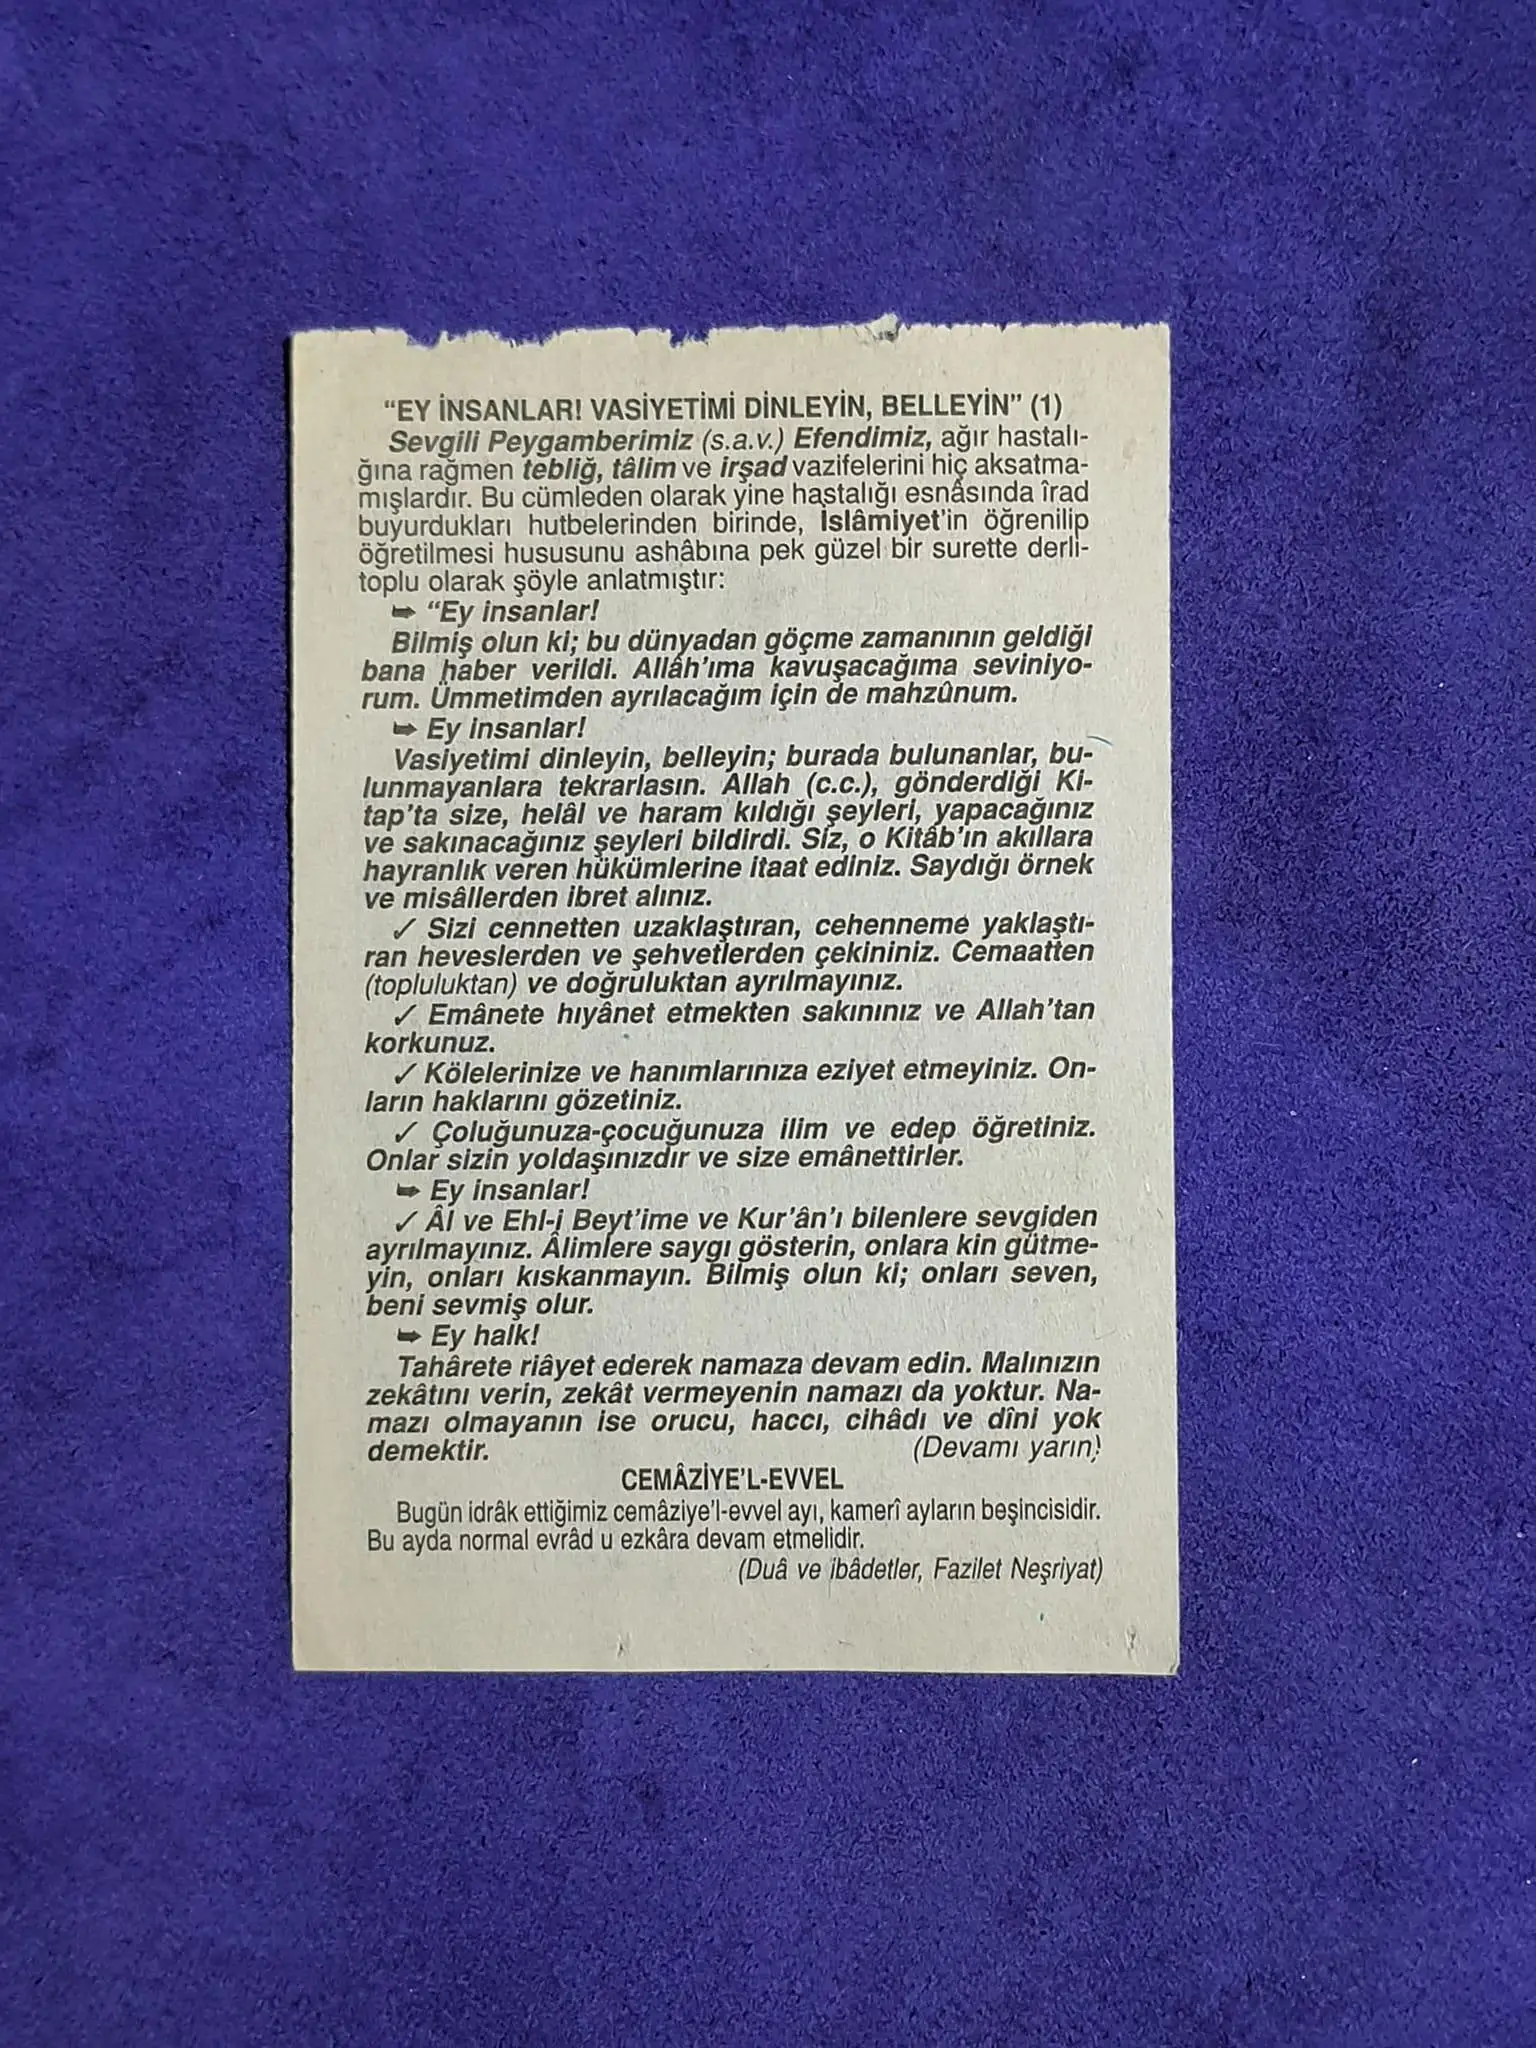 “EY İNSANLAR! VASİYETİMİ DİNLEYİN, BELLEYİN” (1)
Sevgili Peygamberimiz (s.a.v.) Efendimiz, ağır hastalı-
ğına rağmen tebliğ, tâlim ve irşad vazifelerini hiç aksatma-
mışlardır. Bu cümleden olarak yine hastalığı esnâsında îrad
buyurdukları hutbelerinden birinde, İslâmiyet'in öğrenilip
öğretilmesi hususunu ashâbına pek güzel bir surette derli-
toplu olarak şöyle anlatmıştır:
➥ “Ey insanlar!
Bilmiş olun ki; bu dünyadan göçme zamanının geldiği
bana haber verildi. Allâh'ıma kavuşacağıma seviniyo-
rum. Ümmetimden ayrılacağım için de mahzûnum.
➥ Ey insanlar!
Vasiyetimi dinleyin, belleyin; burada bulunanlar, bu-
lunmayanlara tekrarlasın. Allah (c.c.), gönderdiği Ki-
tap'ta size, helâl ve haram kıldığı şeyleri, yapacağınız
ve sakınacağınız şeyleri bildirdi. Siz, o Kitâb'ın akıllara
hayranlık veren hükümlerine itaat ediniz. Saydığı örnek
ve misâllerden ibret alınız.
✓ Sizi cennetten uzaklaştıran, cehenneme yaklaştı-
ran heveslerden ve şehvetlerden çekininiz. Cemaatten
(topluluktan) ve doğruluktan ayrılmayınız.
✓ Emânete hıyânet etmekten sakınınız ve Allah'tan
korkunuz.
✓ Kölelerinize ve hanımlarınıza eziyet etmeyiniz. On-
ların haklarını gözetiniz.
✓ Çoluğunuza-çocuğunuza ilim ve edep öğretiniz.
Onlar sizin yoldaşınızdır ve size emânettirler.
➥ Ey insanlar!
✓ Âl ve Ehl-i Beyt'ime ve Kur'ân'ı bilenlere sevgiden
ayrılmayınız. Âlimlere saygı gösterin, onlara kin gütme-
yin, onları kıskanmayın. Bilmiş olun ki; onları seven,
beni sevmiş olur.
➥ Ey halk!
Tahârete riâyet ederek namaza devam edin. Malınızın
zekâtını verin, zekât vermeyenin namazı da yoktur. Na-
mazı olmayanın ise orucu, haccı, cihâdı ve dîni yok
demektir. (Devamı yarın)
CEMÂZİYE'L-EVVEL
Bugün idrâk ettiğimiz cemâziye'l-evvel ayı, kamerî ayların beşincisidir.
Bu ayda normal evrâd u ezkâra devam etmelidir.
(Duâ ve ibâdetler, Fazilet Neşriyat)